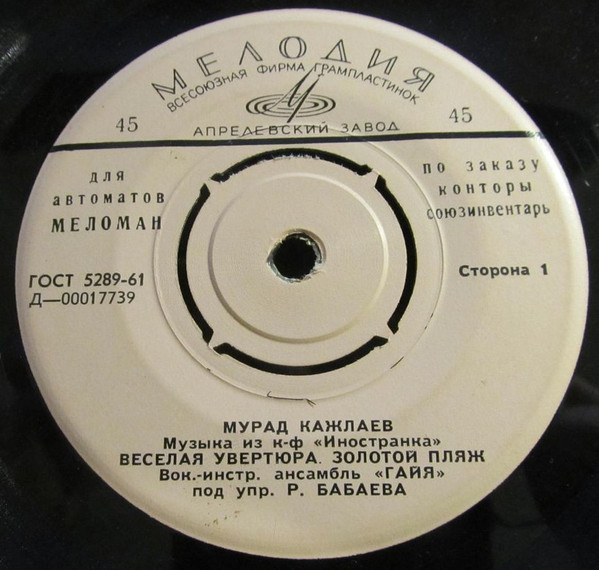 МЕЛОДИЯ
ВСЕСОЮЗНАЯ ФИРМА ГРАМПЛАСТИНОК
45
45
АПРЕЛЕВСКИЙ ЗАВОД
ДЛЯ
автоматов
МЕЛОМАН
по заказу
конторы
союзинвентарь
ГОСТ 5289-61
Д—00017739
Сторона 1
МУРАД КАЖЛАЕВ
Музыка из к-ф «Иностранка»
ВЕСЕЛАЯ УВЕРТЮРА. ЗОЛОТОЙ ПЛЯЖ
Вок.-инстр. ансамбль «ГАЙЯ»
под упр. Р. БАБАЕВА